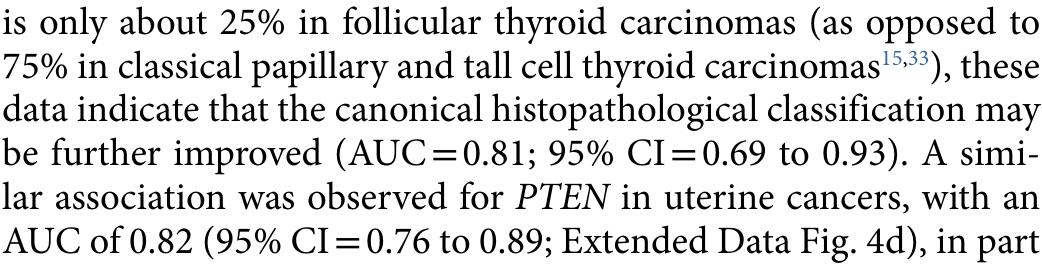 is only about 25% in follicular thyroid carcinomas (as opposed to
75% in classical papillary and tall cell thyroid carcinomas15,33), these
data indicate that the canonical histopathological classification may
be further improved (AUC = 0.81; 95% CI = 0.69 to 0.93). A simi-
lar association was observed for PTEN in uterine cancers, with an
AUC of 0.82 (95% CI = 0.76 to 0.89; Extended Data Fig. 4d), in part